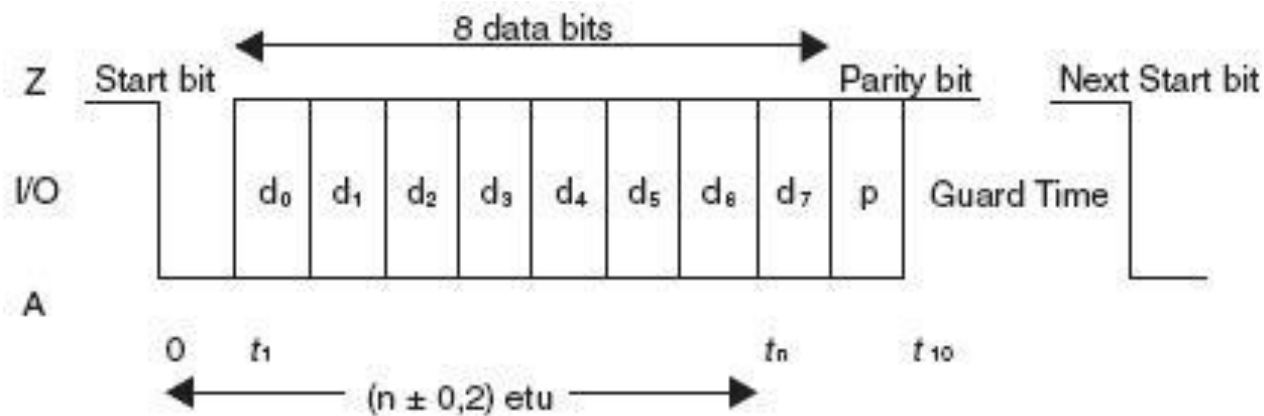 8 data bits
Z Start bit Parity bit Next Start bit
I/O d₀ d₁ d₂ d₃ d₄ d₅ d₆ d₇ p Guard Time
A
0 t₁ tₙ t₁₀
(n ± 0,2) etu